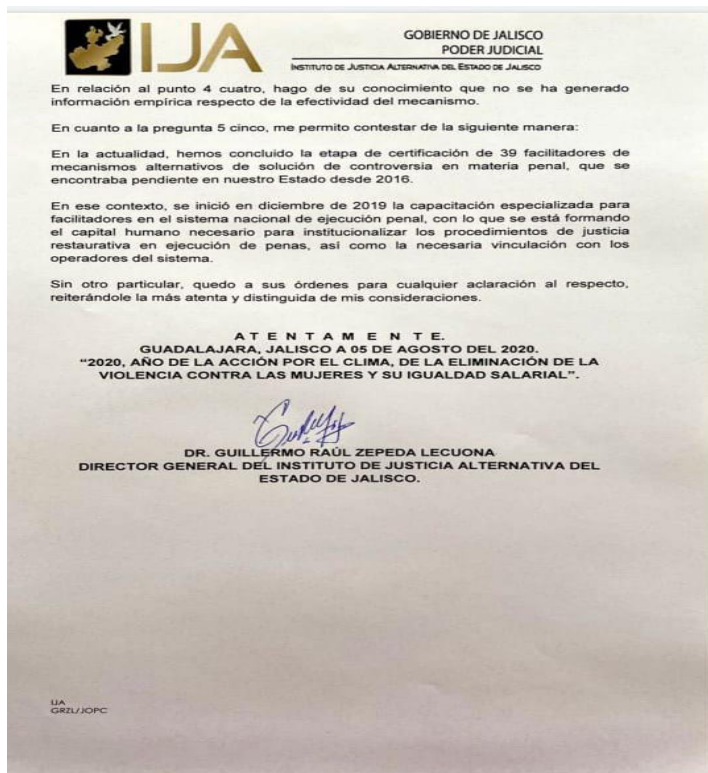 IJA
GOBIERNO DE JALISCO
PODER JUDICIAL
INSTITUTO DE JUSTICIA ALTERNATIVA DEL ESTADO DE JALISCO
En relación al punto 4 cuatro, hago de su conocimiento que no se ha generado
información empírica respecto de la efectividad del mecanismo.
En cuanto a la pregunta 5 cinco, me permito contestar de la siguiente manera:
En la actualidad, hemos concluido la etapa de certificación de 39 facilitadores de
mecanismos alternativos de solución de controversia en materia penal, que se
encontraba pendiente en nuestro Estado desde 2016.
En ese contexto, se inició en diciembre de 2019 la capacitación especializada para
facilitadores en el sistema nacional de ejecución penal, con lo que se está formando
el capital humano necesario para institucionalizar los procedimientos de justicia
restaurativa en ejecución de penas, así como la necesaria vinculación con los
operadores del sistema.
Sin otro particular, quedo a sus órdenes para cualquier aclaración al respecto,
reiterándole la más atenta y distinguida de mis consideraciones.
A T E N T A M E N T E.
GUADALAJARA, JALISCO A 05 DE AGOSTO DEL 2020.
“2020, AÑO DE LA ACCIÓN POR EL CLIMA, DE LA ELIMINACIÓN DE LA
VIOLENCIA CONTRA LAS MUJERES Y SU IGUALDAD SALARIAL”.
DR. GUILLERMO RAÚL ZEPEDA LECUONA
DIRECTOR GENERAL DEL INSTITUTO DE JUSTICIA ALTERNATIVA DEL
ESTADO DE JALISCO.
IJA
GRZL/JOPC